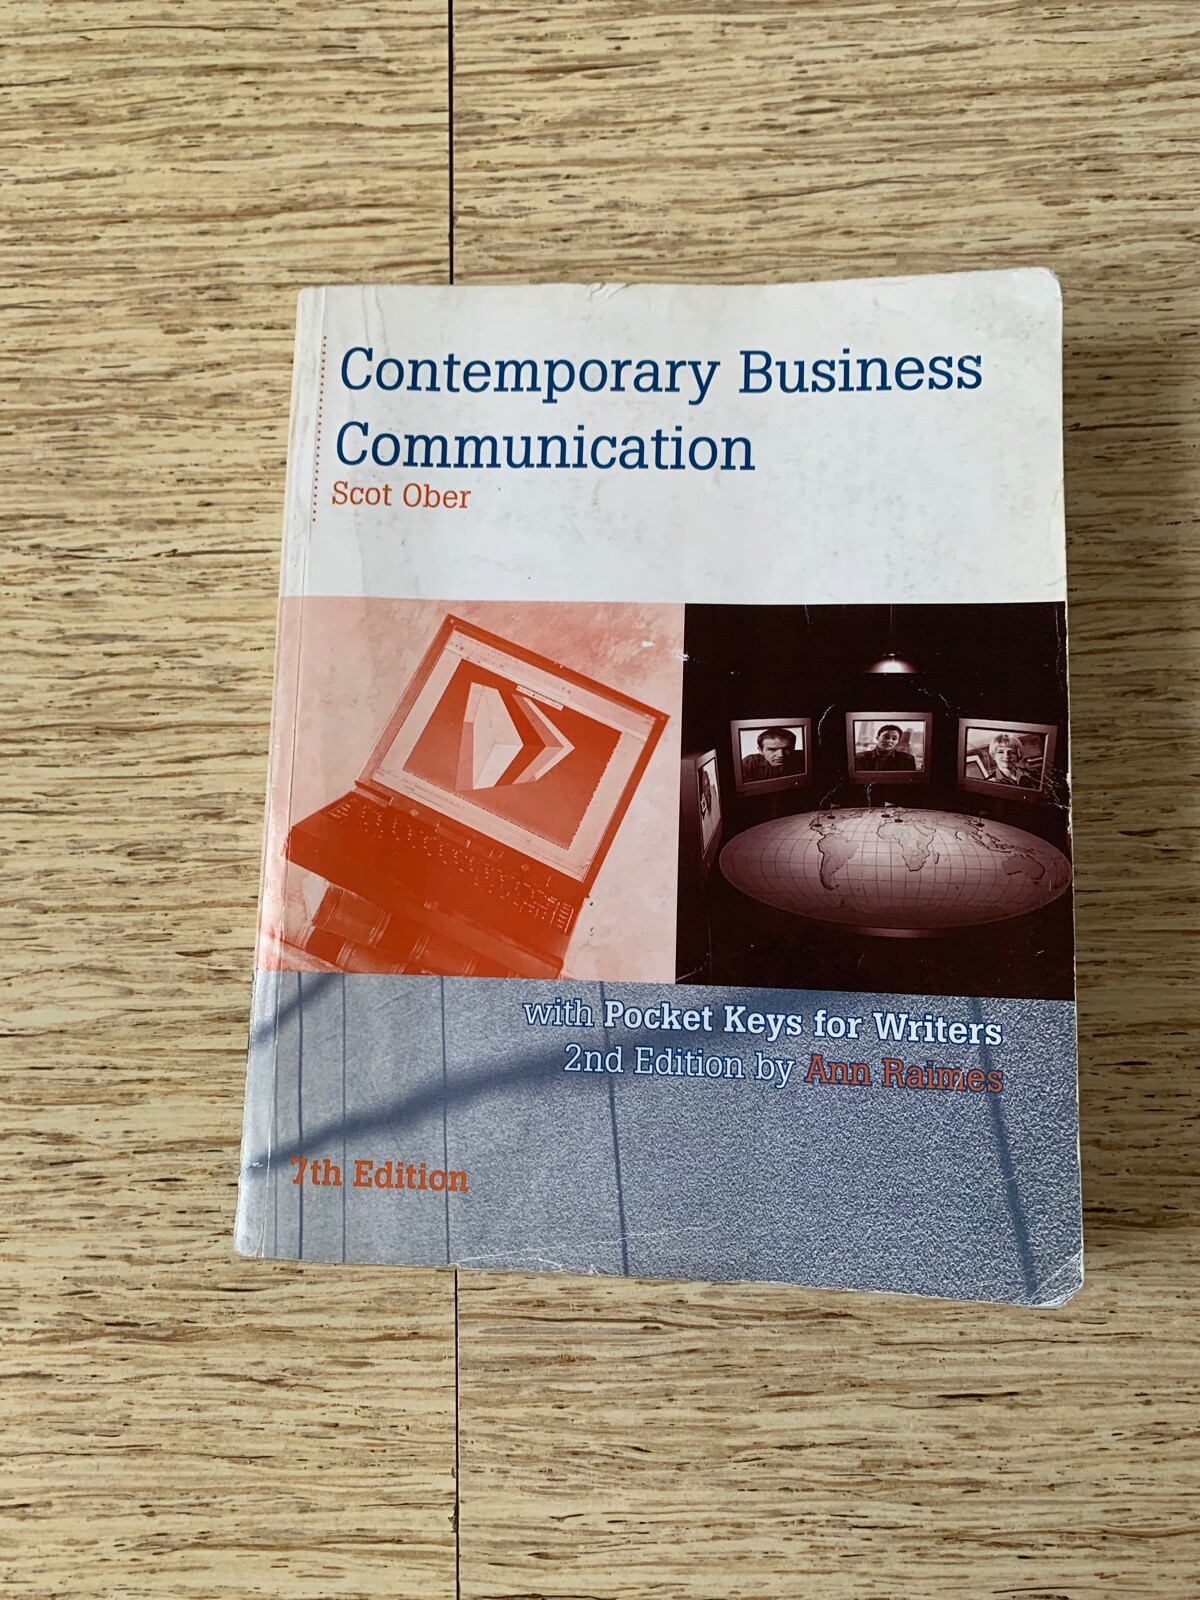 Contemporary Business
Communication
Scot Ober
with Pocket Keys for Writers
2nd Edition by Ann Raimes
7th Edition